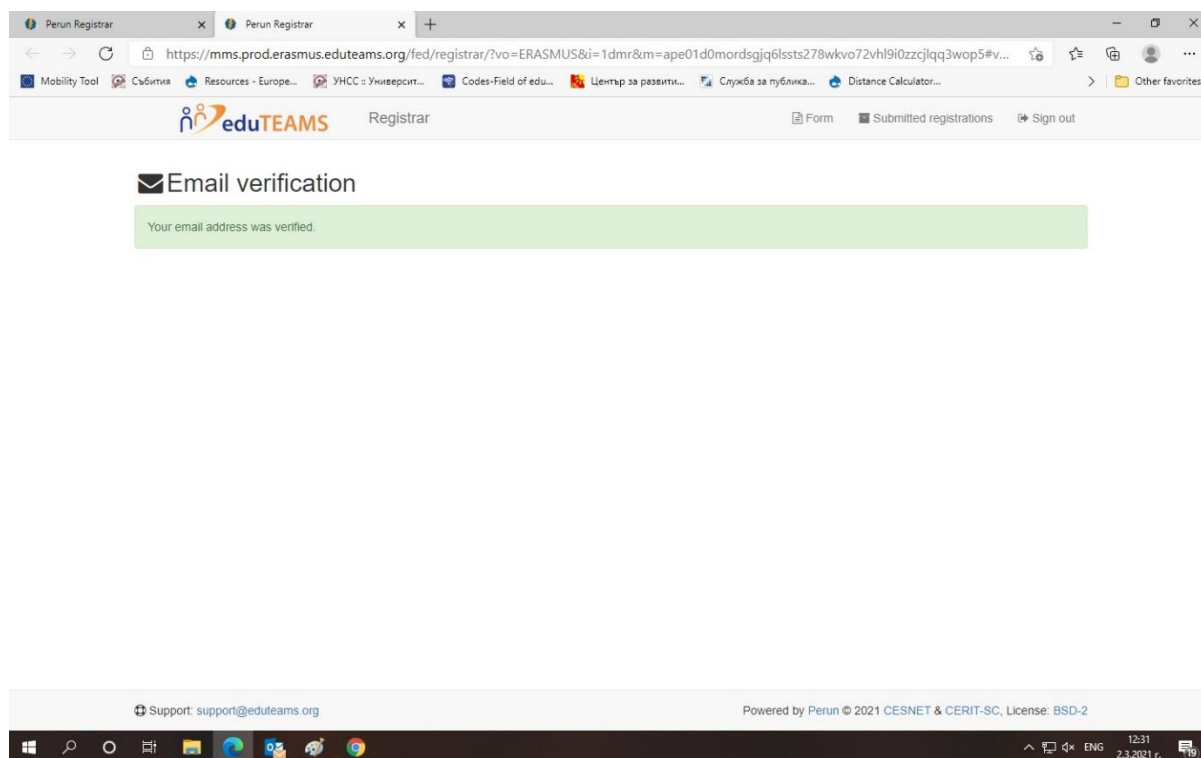 Perun Registrar
Perun Registrar
https://mms.prod.erasmus.eduteams.org/fed/registrar/?vo=ERASMUS&i=1dmr&m=ape01d0mordsgjq6lssts278wkvo72vhl9i0zzcjlqq3wop5#v...
Mobility Tool Събития Resources - Europe... УНСС :: Университ... Codes-Field of edu... Център за развити... Служба за публика... Distance Calculator... Other favorites
eduTEAMS Registrar Form Submitted registrations Sign out
Email verification
Your email address was verified.
Support: support@eduteams.org Powered by Perun © 2021 CESNET & CERIT-SC, License: BSD-2
ENG 12:31
2.3.2021 г. 19